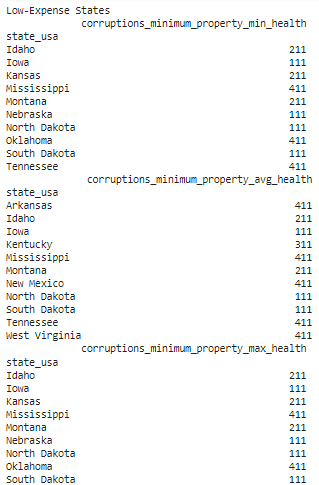 Low-Expense States
corruptions_minimum_property_min_health
state_usa
Idaho 211
Iowa 111
Kansas 211
Mississippi 411
Montana 211
Nebraska 111
North Dakota 111
Oklahoma 411
South Dakota 111
Tennessee 411
corruptions_minimum_property_avg_health
state_usa
Arkansas 411
Idaho 211
Iowa 111
Kentucky 311
Mississippi 411
Montana 211
New Mexico 411
North Dakota 111
South Dakota 111
Tennessee 411
West Virginia 411
corruptions_minimum_property_max_health
state_usa
Idaho 211
Iowa 111
Kansas 211
Mississippi 411
Montana 211
Nebraska 111
North Dakota 111
Oklahoma 411
South Dakota 111